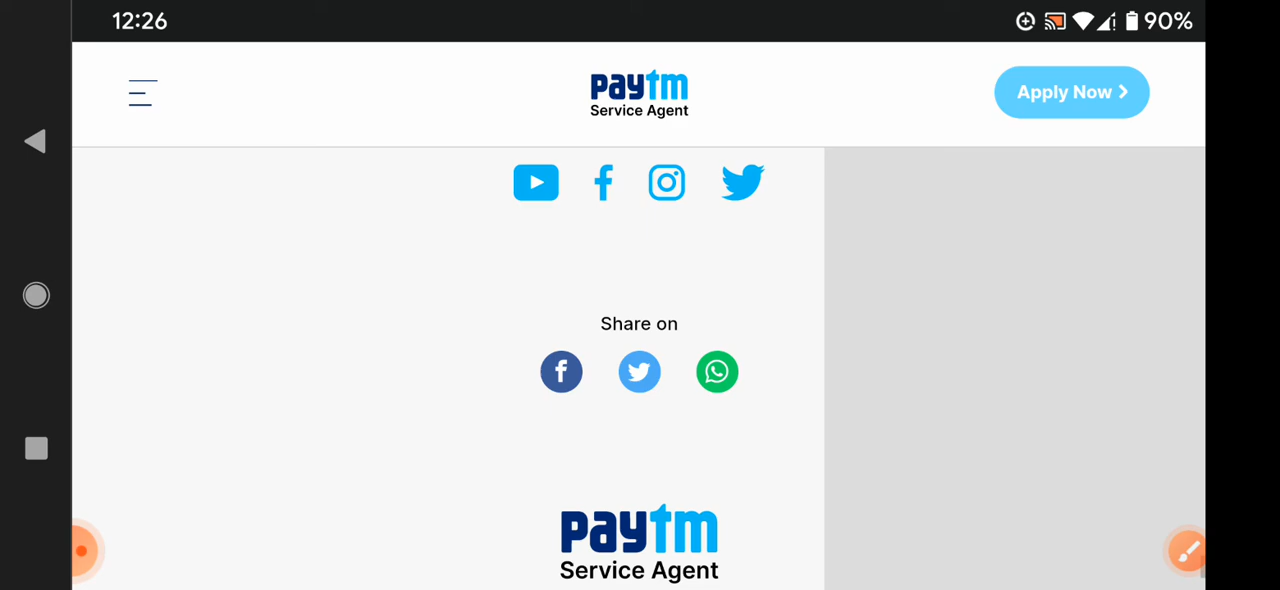 12:26
90%
paytm
Service Agent
Apply Now
Share on
paytm
Service Agent